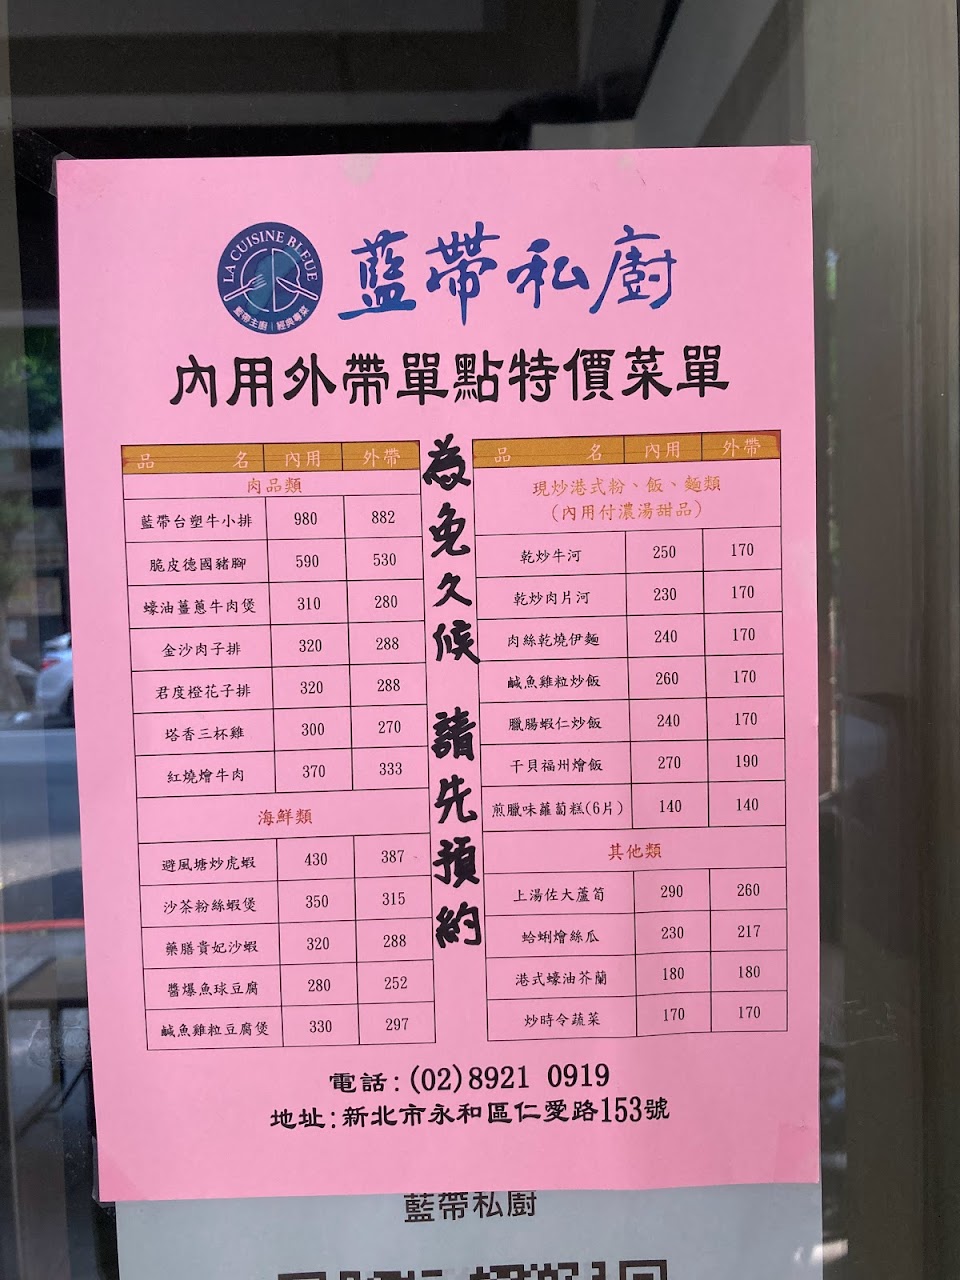 LA CUISINE BLEUE
藍帶主廚｜經典粵菜
藍帶私廚
內用外帶單點特價菜單
品名 內用 外帶
肉品類
藍帶台塑牛小排 980 882
脆皮德國豬腳 590 530
蠔油薑蔥牛肉煲 310 280
金沙肉子排 320 288
君度橙花子排 320 288
塔香三杯雞 300 270
紅燒燴牛肉 370 333
海鮮類
避風塘炒虎蝦 430 387
沙茶粉絲蝦煲 350 315
藥膳貴妃沙蝦 320 288
醬爆魚球豆腐 280 252
鹹魚雞粒豆腐煲 330 297
為免久候 請先預約
品名 內用 外帶
現炒港式粉、飯、麵類
(內用付濃湯甜品)
乾炒牛河 250 170
乾炒肉片河 230 170
肉絲乾燒伊麵 240 170
鹹魚雞粒炒飯 260 170
臘腸蝦仁炒飯 240 170
干貝福州燴飯 270 190
煎臘味蘿蔔糕(6片) 140 140
其他類
上湯佐大蘆筍 290 260
蛤蜊燴絲瓜 230 217
港式蠔油芥蘭 180 180
炒時令蔬菜 170 170
電話:(02)8921 0919
地址:新北市永和區仁愛路153號
藍帶私廚